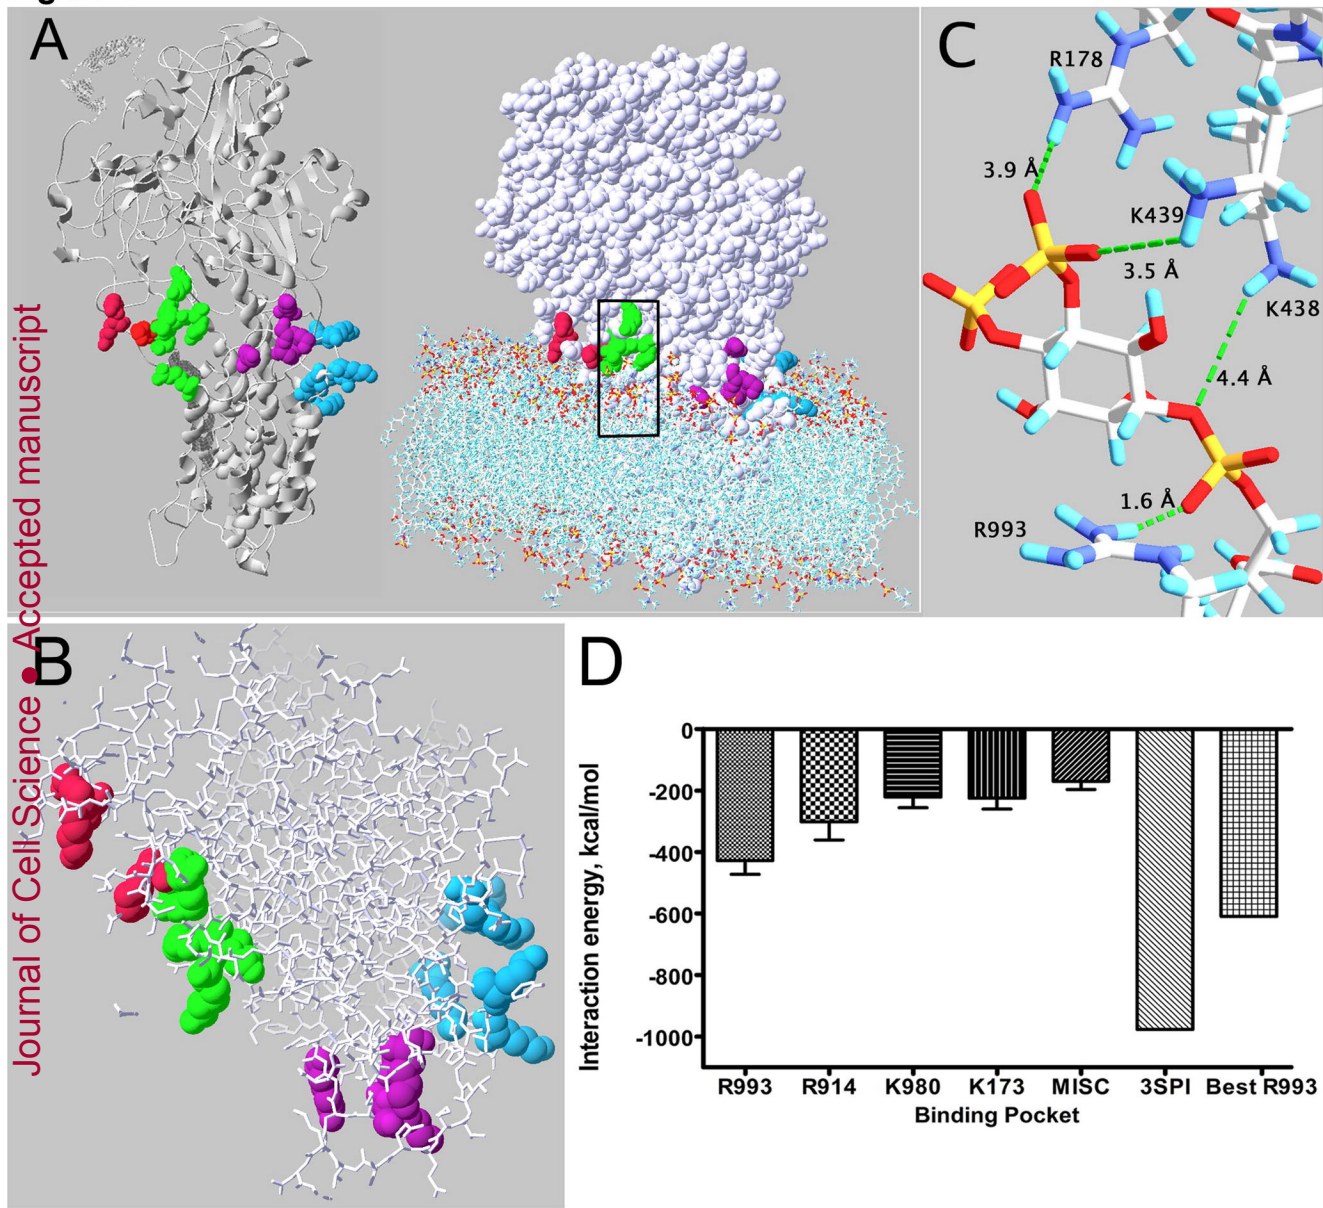 A
C
R178
3.9 Å
K439
3.5 Å
K438
4.4 Å
1.6 Å
R993
Journal of Cell Science • Accepted manuscript
B
D
Interaction energy, kcal/mol
0
-200
-400
-600
-800
-1000
R993 R914 K980 K173 MISC 3SPI Best R993
Binding Pocket